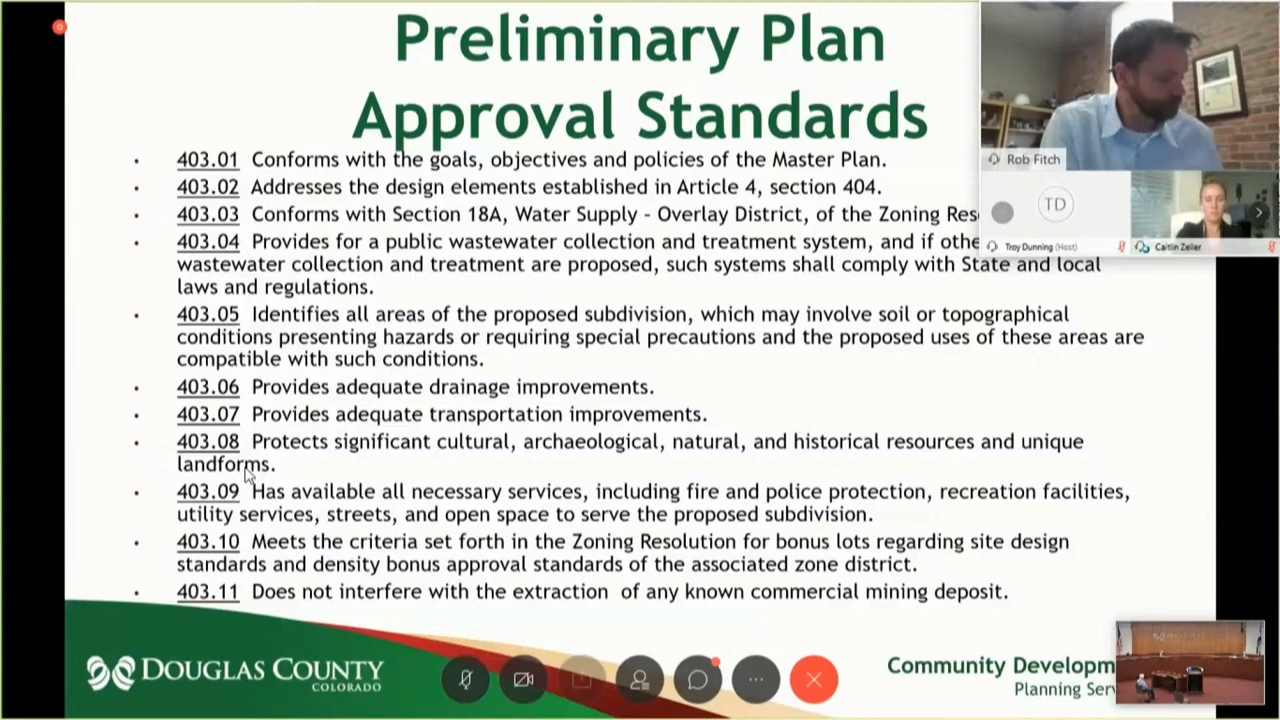 Preliminary Plan
Approval Standards
• 403.01 Conforms with the goals, objectives and policies of the Master Plan.
• 403.02 Addresses the design elements established in Article 4, section 404.
• 403.03 Conforms with Section 18A, Water Supply - Overlay District, of the Zoning
• 403.04 Provides for a public wastewater collection and treatment system, and if
wastewater collection and treatment are proposed, such systems shall comply with State and local
laws and regulations.
• 403.05 Identifies all areas of the proposed subdivision, which may involve soil or topographical
conditions presenting hazards or requiring special precautions and the proposed uses of these areas are
compatible with such conditions.
• 403.06 Provides adequate drainage improvements.
• 403.07 Provides adequate transportation improvements.
• 403.08 Protects significant cultural, archaeological, natural, and historical resources and unique
landforms.
• 403.09 Has available all necessary services, including fire and police protection, recreation facilities,
utility services, streets, and open space to serve the proposed subdivision.
• 403.10 Meets the criteria set forth in the Zoning Resolution for bonus lots regarding site design
standards and density bonus approval standards of the associated zone district.
• 403.11 Does not interfere with the extraction of any known commercial mining deposit.
Rob Fitch
TD
Troy Dunning (Host)
Caitlin Zeller
DOUGLAS COUNTY
COLORADO
Community
Planning